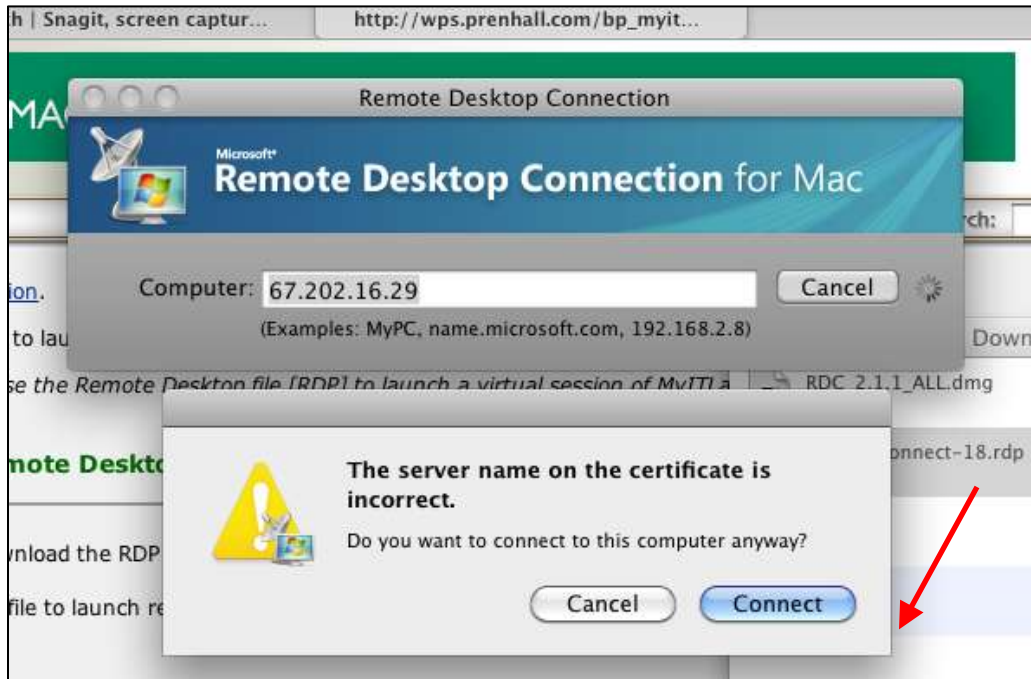 h | Snagit, screen captur...
http://wps.prenhall.com/bp_myit...
MA
Remote Desktop Connection
Microsoft®
Remote Desktop Connection for Mac
rch:
Computer: 67.202.16.29 Cancel
ion.
(Examples: MyPC, name.microsoft.com, 192.168.2.8)
to lau
Down
se the Remote Desktop file [RDP] to launch a virtual session of MyITLa
RDC_2.1.1_ALL.dmg
mote Deskto
onnect-18.rdp
The server name on the certificate is
incorrect.
Do you want to connect to this computer anyway?
wnload the RDP
file to launch re
Cancel Connect